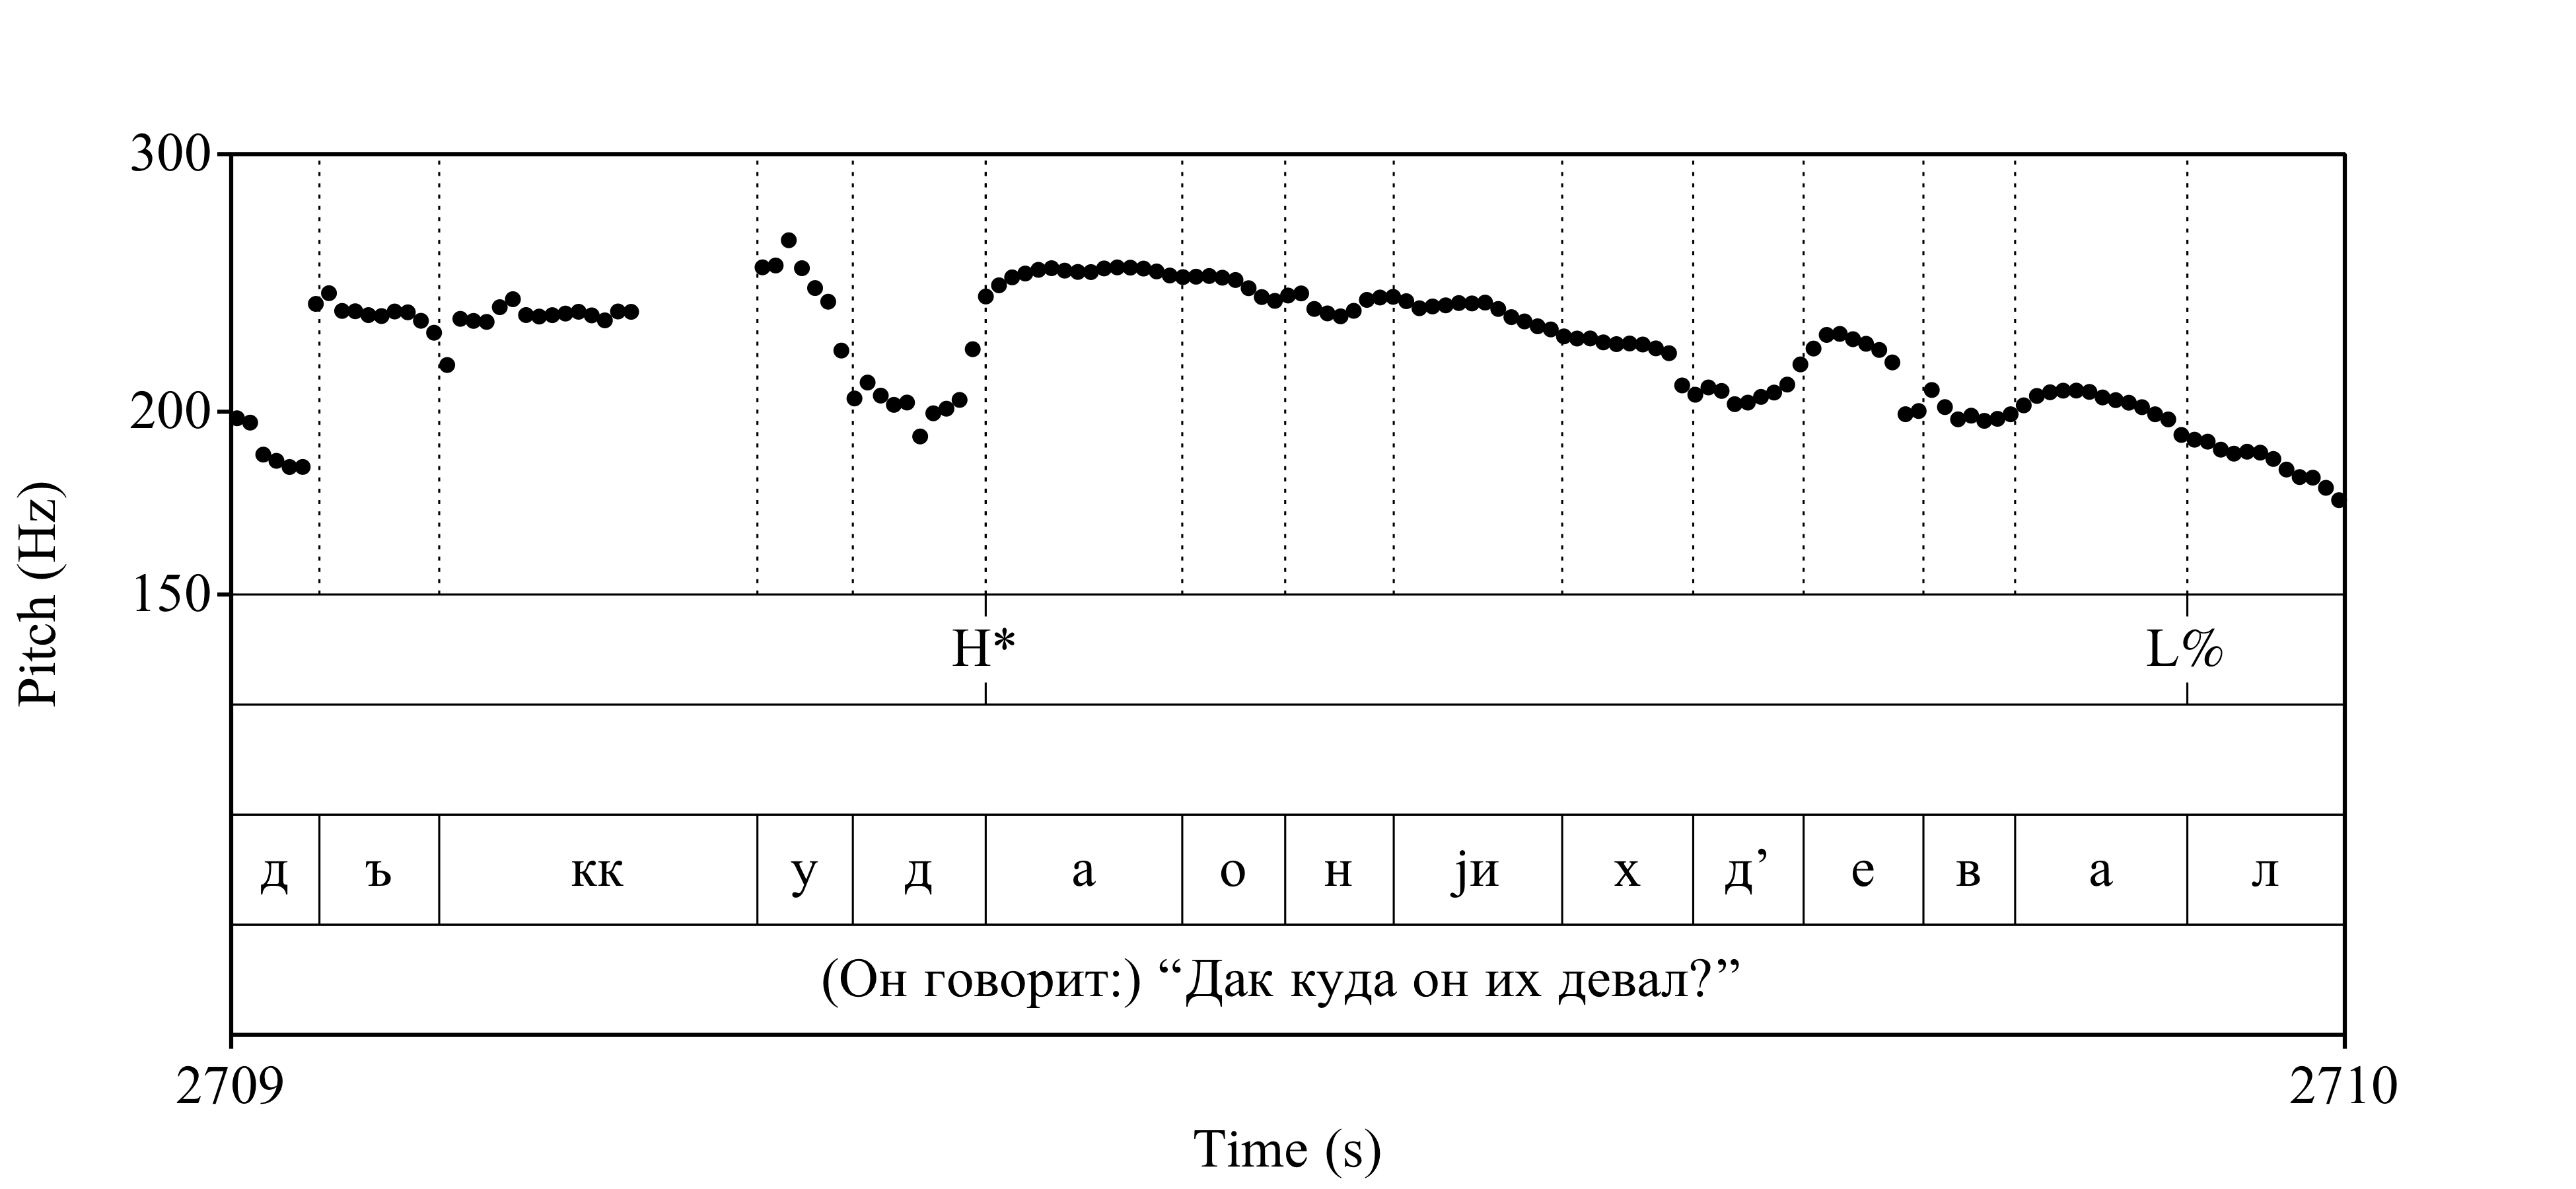 300
200
150
Pitch (Hz)
H* L%
д ъ кк у д а о н jи х д’ е в а л
(Он говорит:) “Дак куда он их девал?”
2709 2710
Time (s)